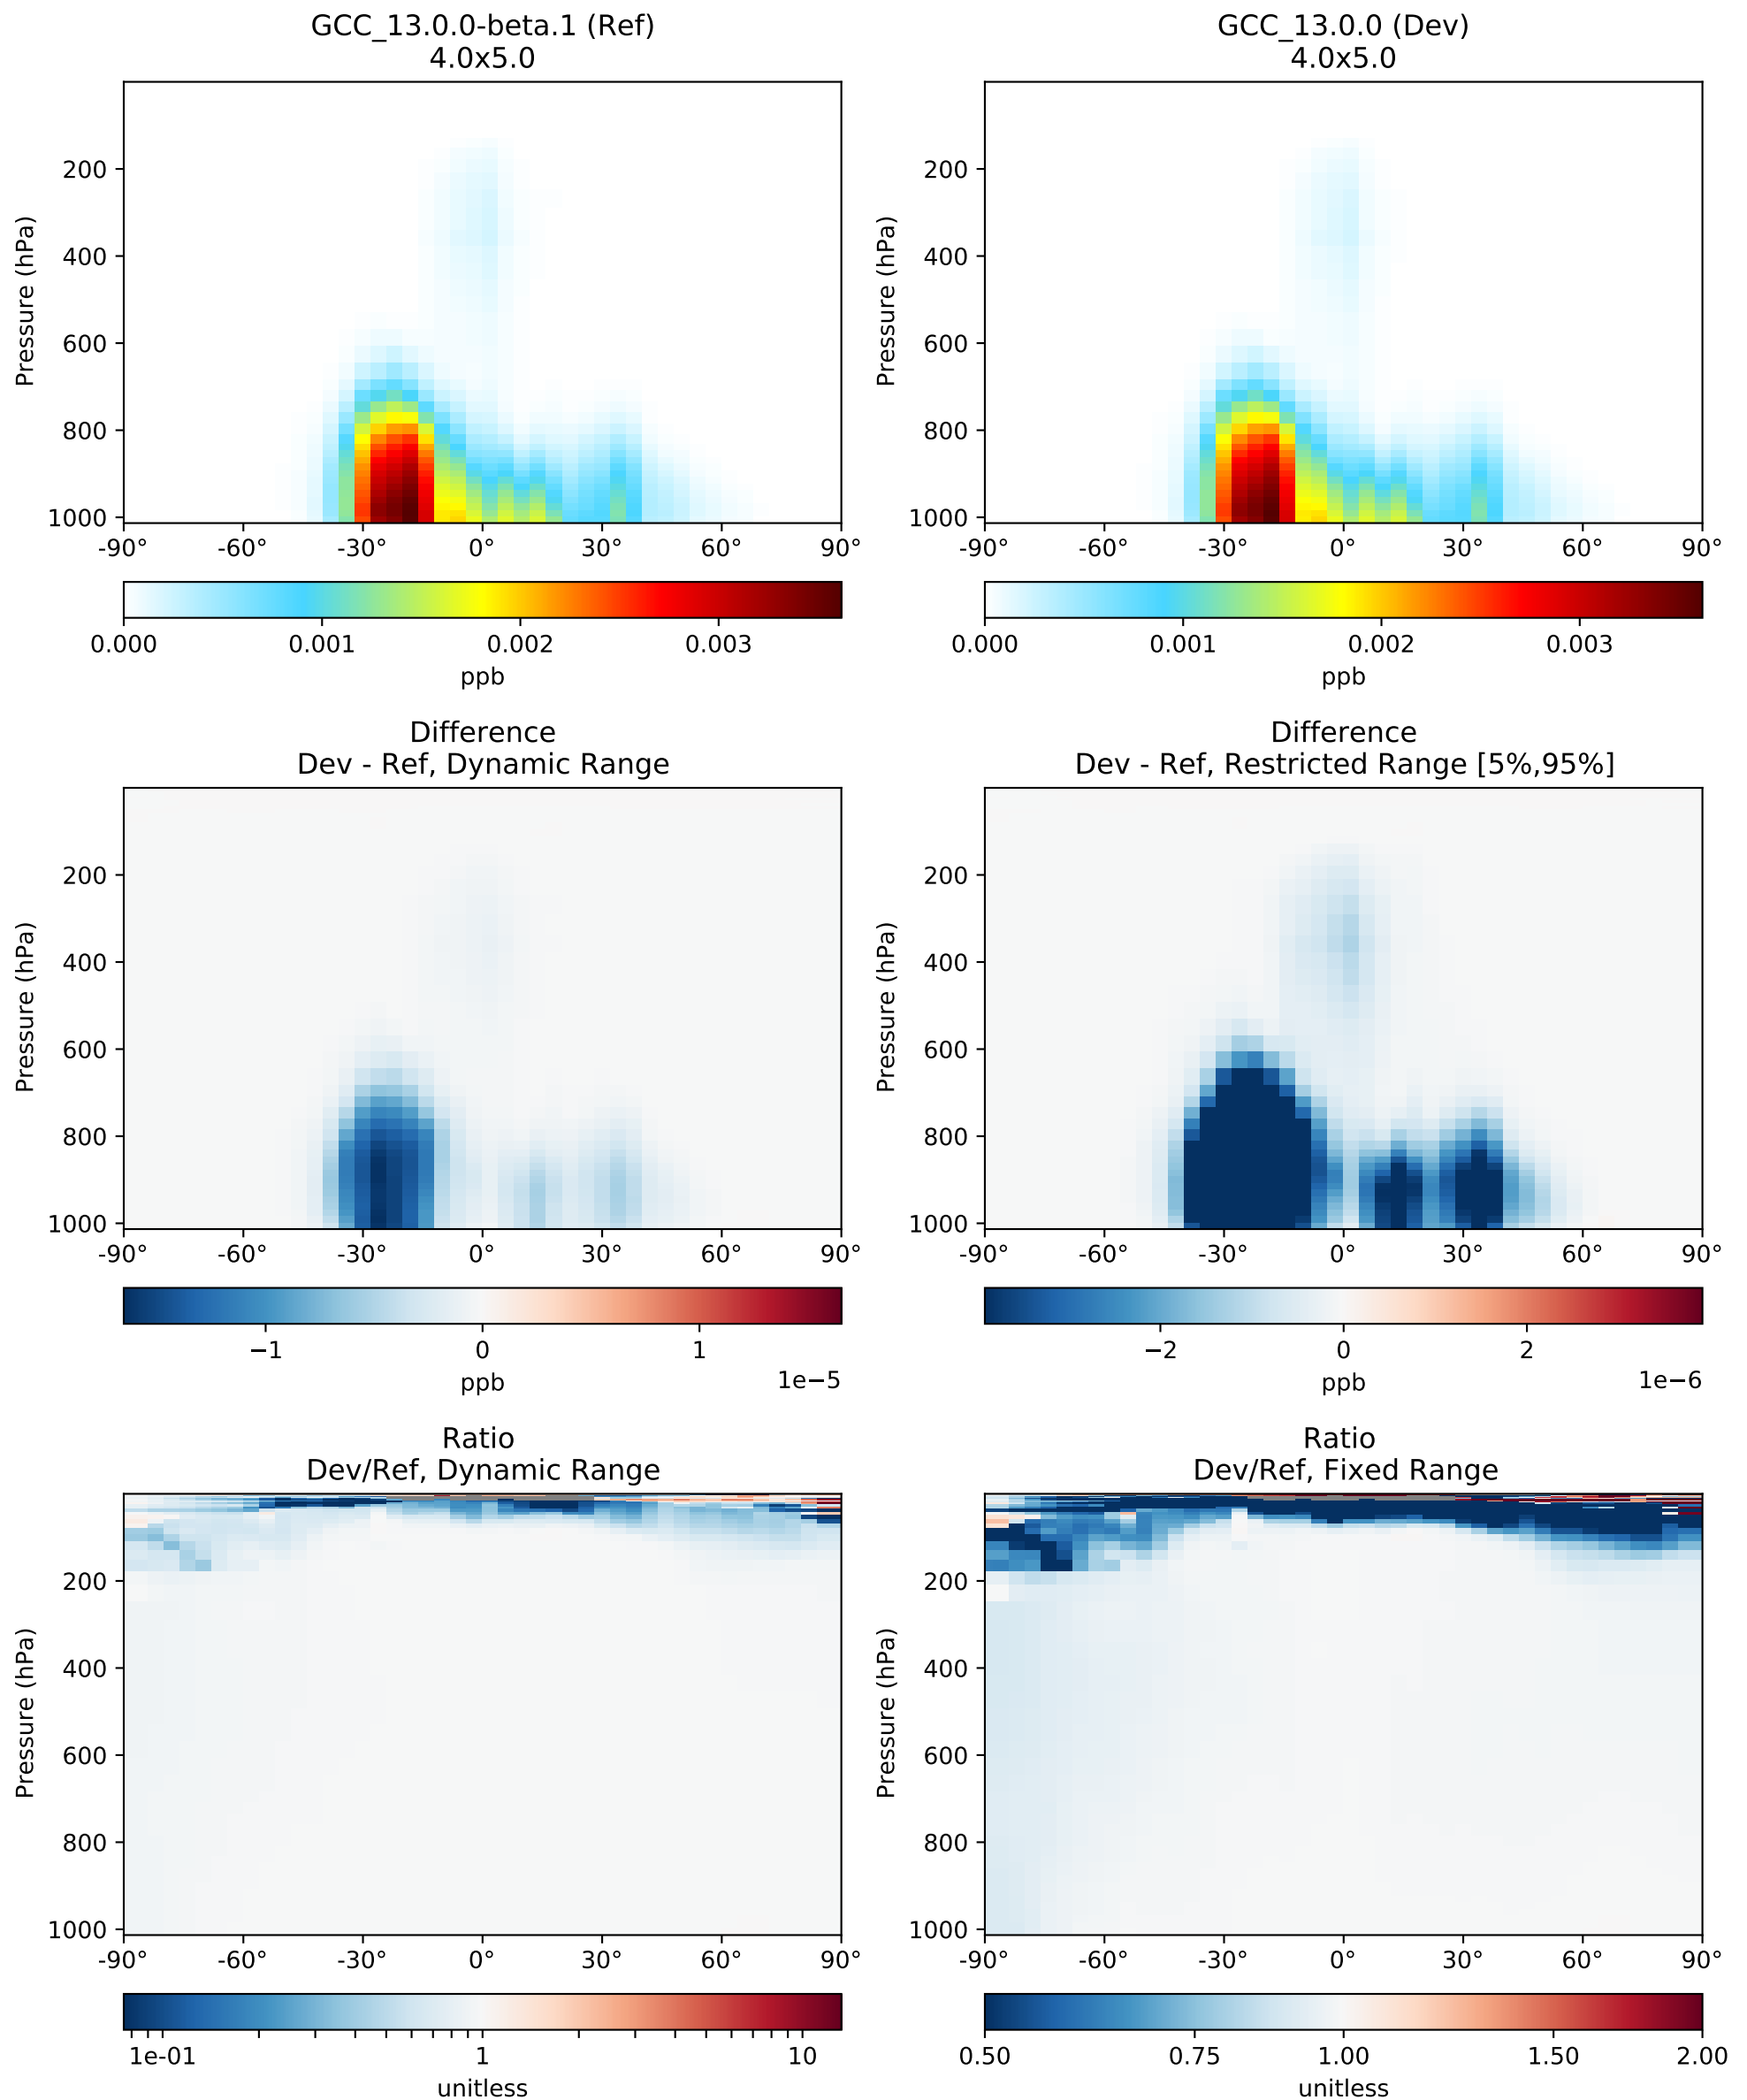 GCC_13.0.0-beta.1 (Ref)
4.0x5.0
GCC_13.0.0 (Dev)
4.0x5.0
Pressure (hPa)
200
400
600
800
1000
-90° -60° -30° 0° 30° 60° 90°
0.000 0.001 0.002 0.003
ppb
Pressure (hPa)
200
400
600
800
1000
-90° -60° -30° 0° 30° 60° 90°
0.000 0.001 0.002 0.003
ppb
Difference
Dev - Ref, Dynamic Range
Difference
Dev - Ref, Restricted Range [5%,95%]
Pressure (hPa)
200
400
600
800
1000
-90° -60° -30° 0° 30° 60° 90°
−1 0 1
ppb 1e−5
Pressure (hPa)
200
400
600
800
1000
-90° -60° -30° 0° 30° 60° 90°
−2 0 2
ppb 1e−6
Ratio
Dev/Ref, Dynamic Range
Ratio
Dev/Ref, Fixed Range
Pressure (hPa)
200
400
600
800
1000
-90° -60° -30° 0° 30° 60° 90°
1e-01 1 10
unitless
Pressure (hPa)
200
400
600
800
1000
-90° -60° -30° 0° 30° 60° 90°
0.50 0.75 1.00 1.50 2.00
unitless